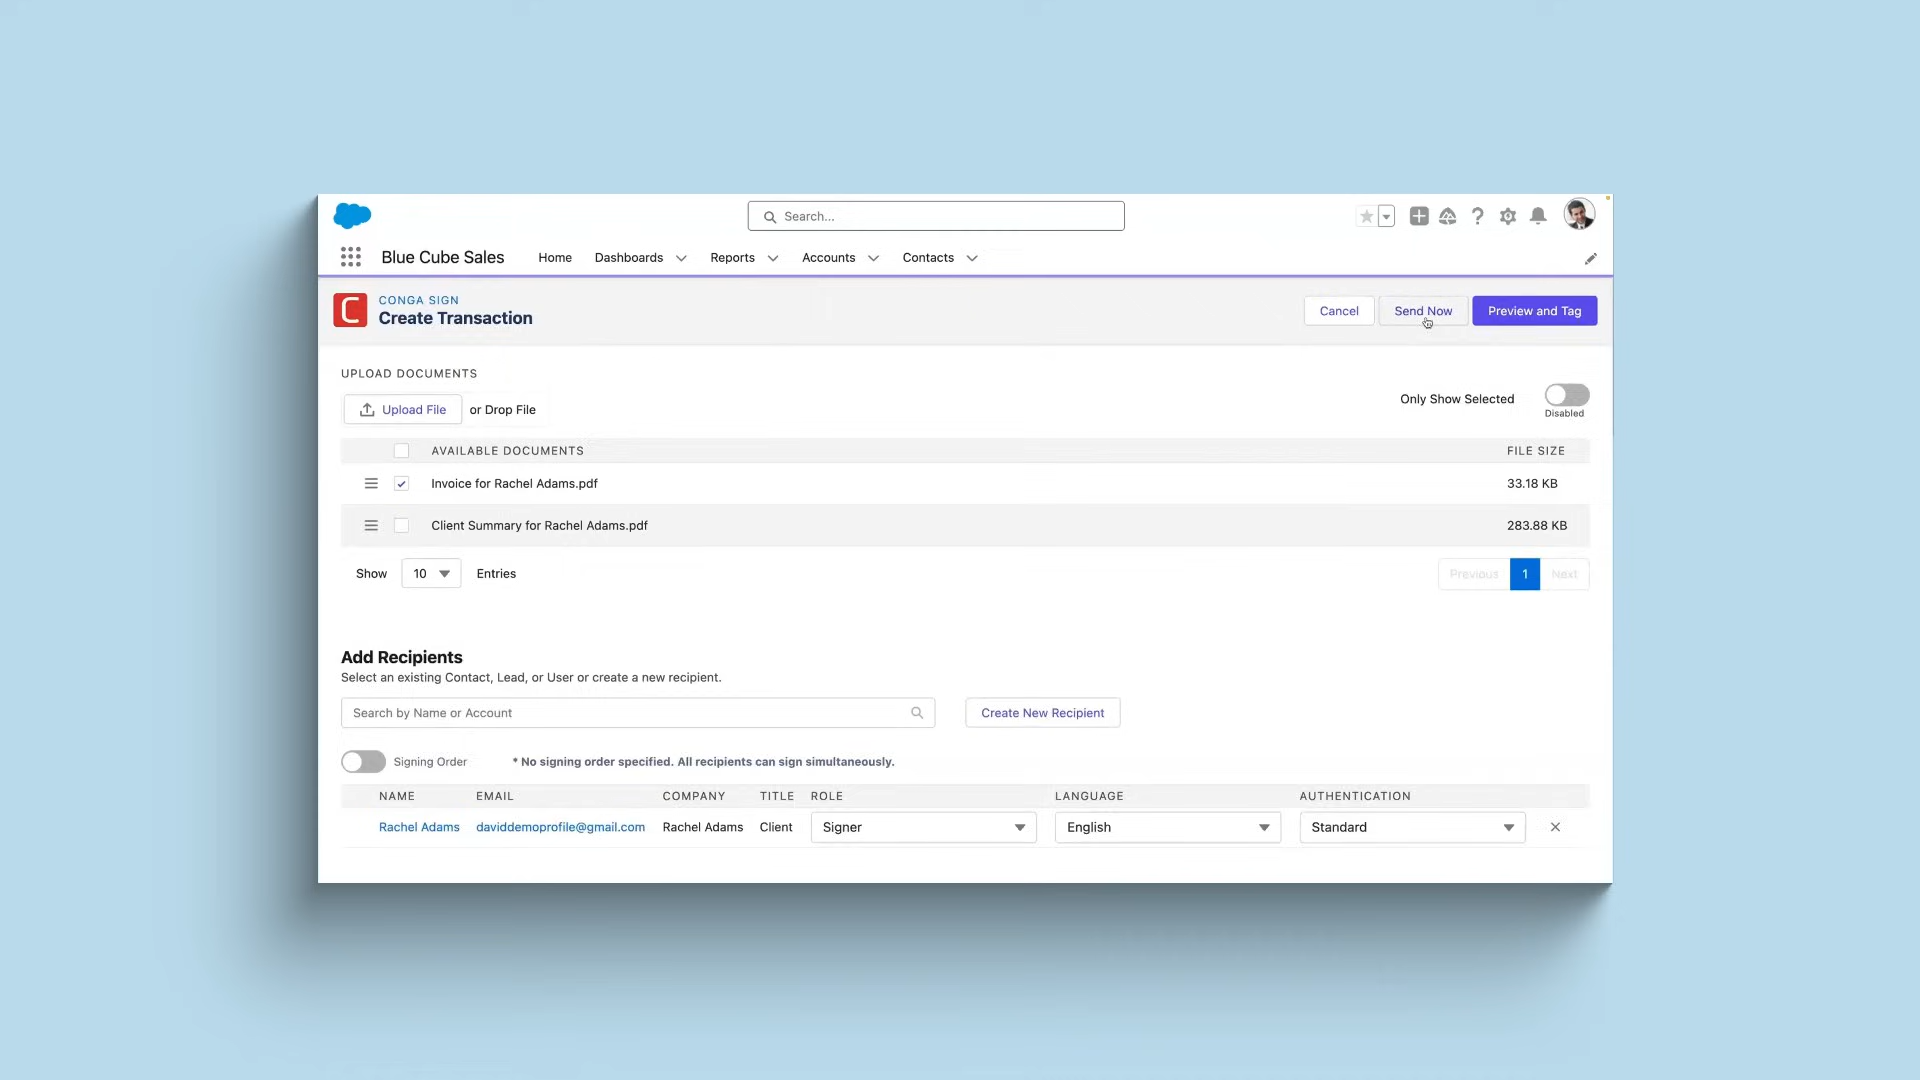 Search...
Blue Cube Sales Home Dashboards Reports Accounts Contacts
C
CONGA SIGN
Create Transaction
Cancel Send Now Preview and Tag
UPLOAD DOCUMENTS
Upload File or Drop File
Only Show Selected
Disabled
AVAILABLE DOCUMENTS FILE SIZE
Invoice for Rachel Adams.pdf 33.18 KB
Client Summary for Rachel Adams.pdf 283.88 KB
Show 10 Entries Previous 1 Next
Add Recipients
Select an existing Contact, Lead, or User or create a new recipient.
Search by Name or Account Create New Recipient
Signing Order * No signing order specified. All recipients can sign simultaneously.
NAME EMAIL COMPANY TITLE ROLE LANGUAGE AUTHENTICATION
Rachel Adams daviddemoprofile@gmail.com Rachel Adams Client Signer English Standard